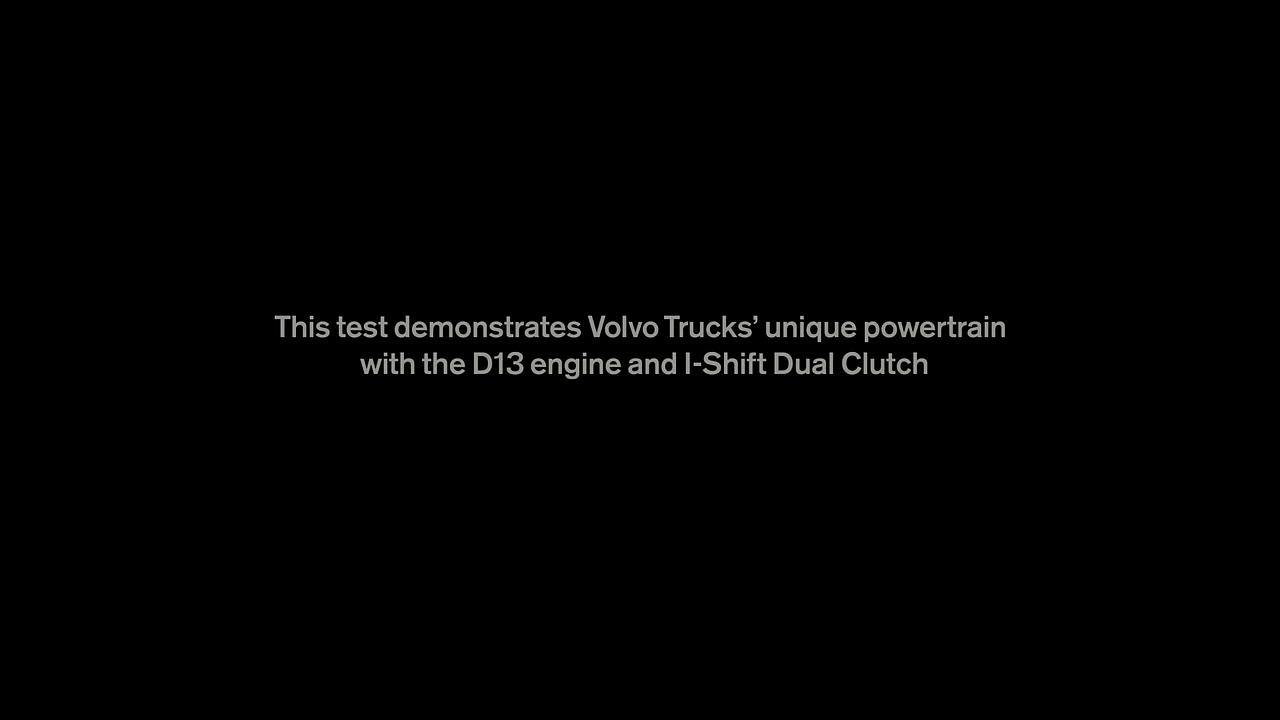 This test demonstrates Volvo Trucks’ unique powertrain
with the D13 engine and I-Shift Dual Clutch